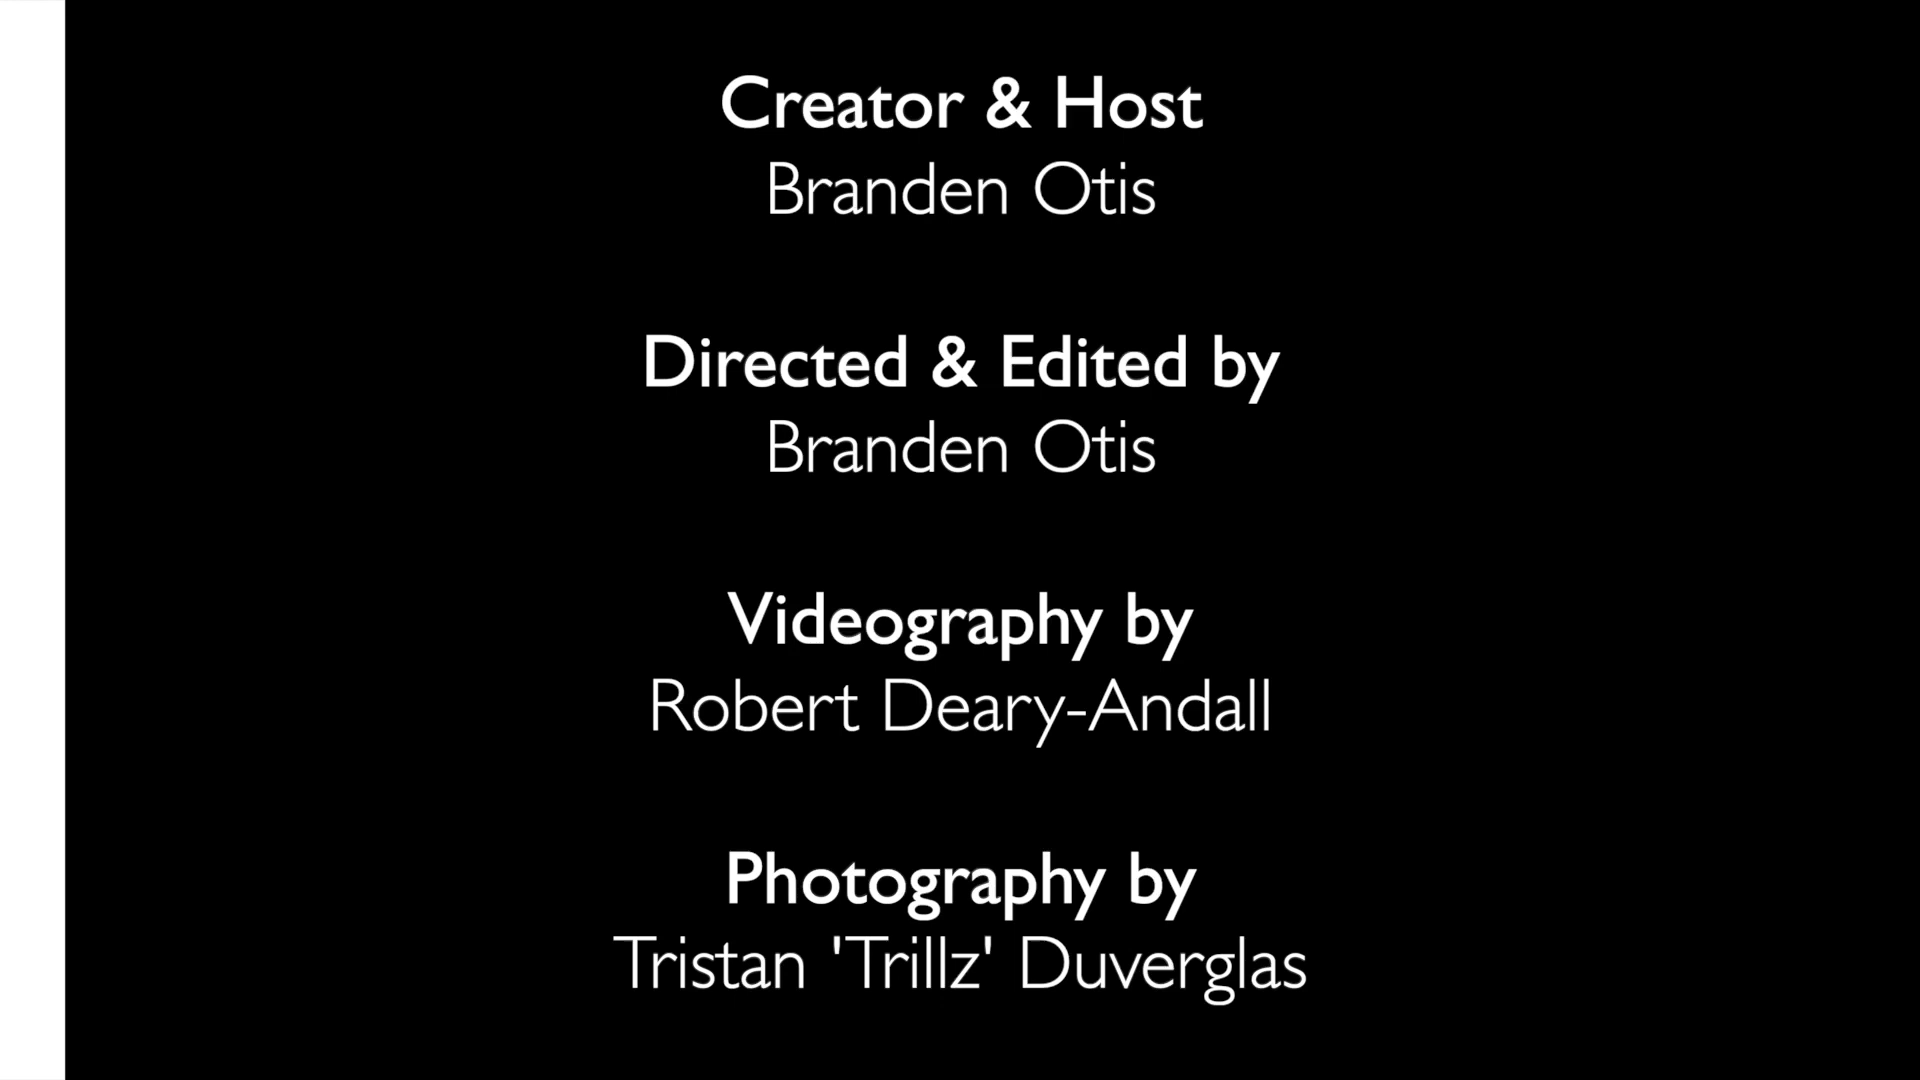 Creator & Host
Branden Otis
Directed & Edited by
Branden Otis
Videography by
Robert Deary-Andall
Photography by
Tristan 'Trillz' Duverglas